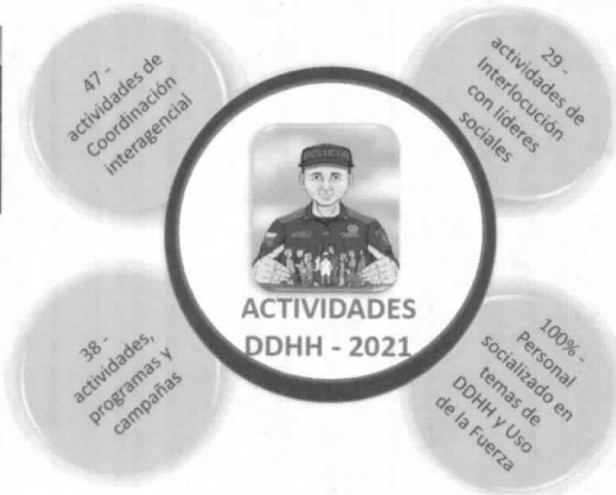 47 -
actividades de
Coordinación
interagencial
29 -
actividades de
Interlocución
con líderes
sociales
POLICIA
ACTIVIDADES
DDHH - 2021
38 -
actividades,
programas y
campañas
100% -
Personal
socializado en
temas de
DDHH y Uso
de la Fuerza